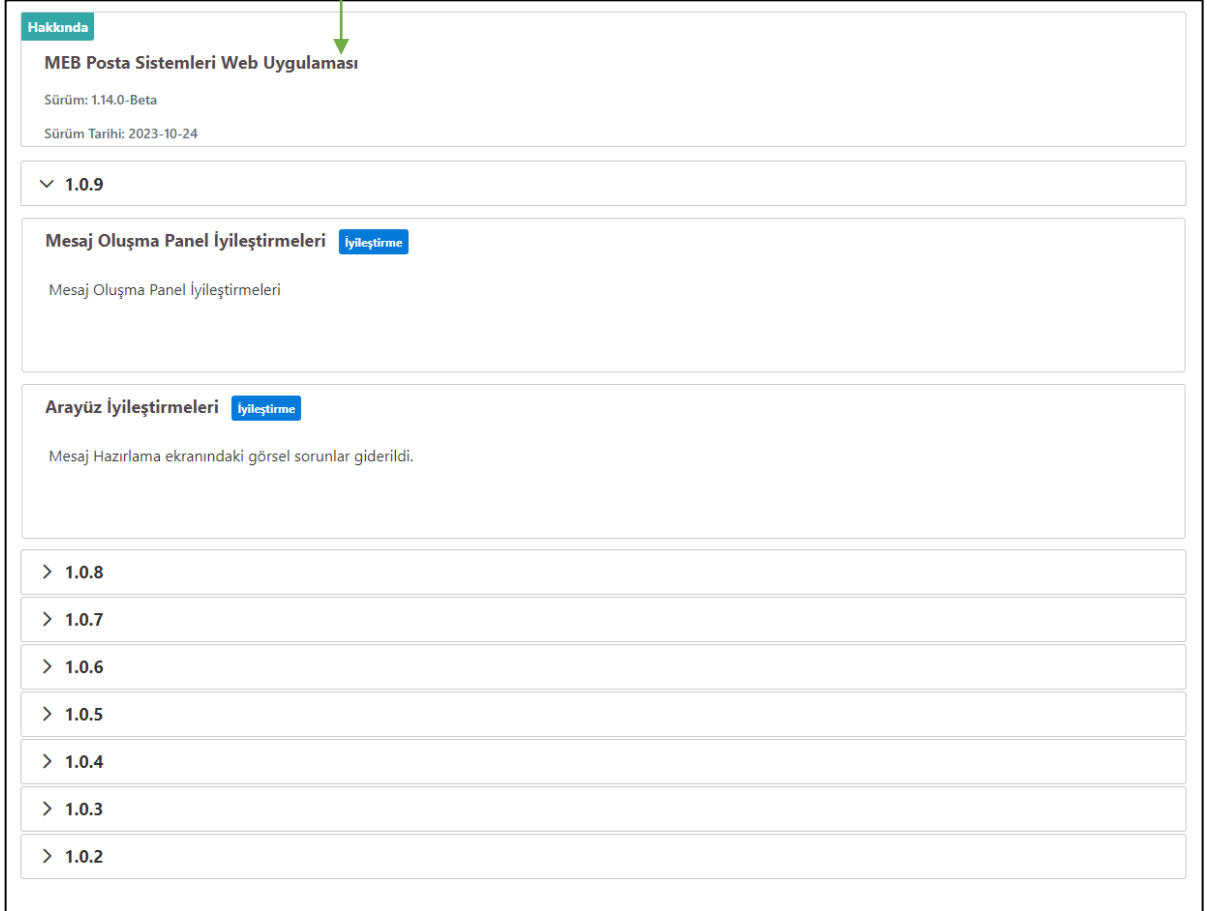 Hakkında
MEB Posta Sistemleri Web Uygulaması
Sürüm: 1.14.0-Beta
Sürüm Tarihi: 2023-10-24
1.0.9
Mesaj Oluşma Panel İyileştirmeleri İyileştirme
Mesaj Oluşma Panel İyileştirmeleri
Arayüz İyileştirmeleri İyileştirme
Mesaj Hazırlama ekranındaki görsel sorunlar giderildi.
1.0.8
1.0.7
1.0.6
1.0.5
1.0.4
1.0.3
1.0.2